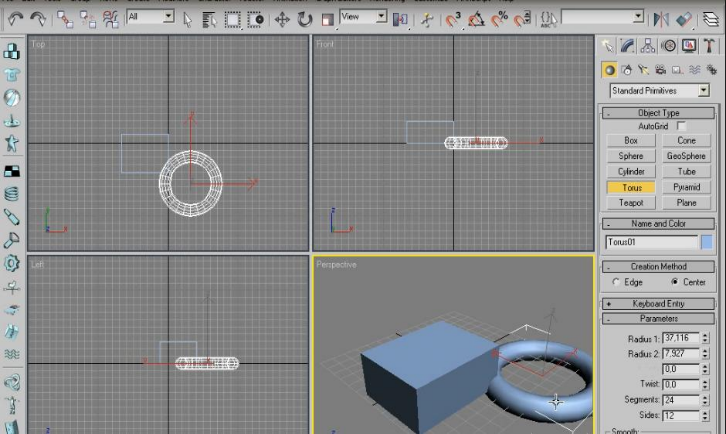 All
View
Top
Front
Left
Perspective
Standard Primitives
Object Type
AutoGrid
Box Cone
Sphere GeoSphere
Cylinder Tube
Torus Pyramid
Teapot Plane
Name and Color
Torus01
Creation Method
Edge Center
Keyboard Entry
Parameters
Radius 1: 37,116
Radius 2: 7,927
0,0
Twist: 0,0
Segments: 24
Sides: 12
Smooth: